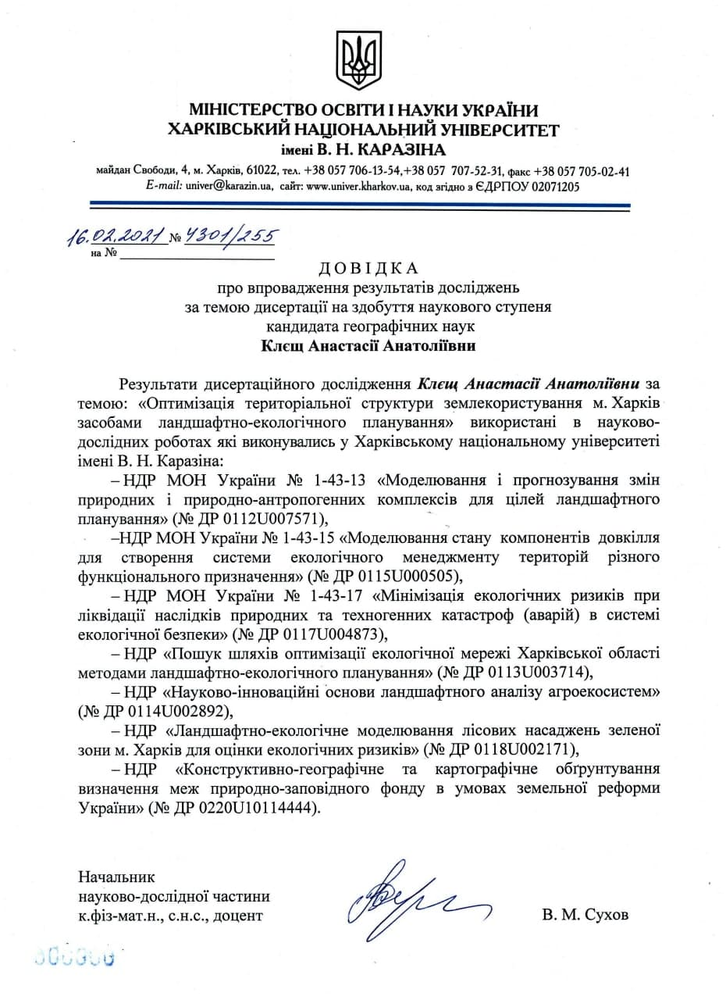 МІНІСТЕРСТВО ОСВІТИ І НАУКИ УКРАЇНИ
ХАРКІВСЬКИЙ НАЦІОНАЛЬНИЙ УНІВЕРСИТЕТ
імені В. Н. КАРАЗІНА
майдан Свободи, 4, м. Харків, 61022, тел. +38 057 706-13-54,+38 057 707-52-31, факс +38 057 705-02-41
E-mail: univer@karazin.ua, сайт: www.univer.kharkov.ua, код згідно з ЄДРПОУ 02071205
16.02.2021 № 4301/255
на №
ДОВІДКА
про впровадження результатів досліджень
за темою дисертації на здобуття наукового ступеня
кандидата географічних наук
Клєщ Анастасії Анатоліївни
Результати дисертаційного дослідження Клєщ Анастасії Анатоліївни за
темою: «Оптимізація територіальної структури землекористування м. Харків
засобами ландшафтно-екологічного планування» використані в науково-
дослідних роботах які виконувались у Харківському національному університеті
імені В. Н. Каразіна:
– НДР МОН України № 1-43-13 «Моделювання і прогнозування змін
природних і природно-антропогенних комплексів для цілей ландшафтного
планування» (№ ДР 0112U007571),
–НДР МОН України № 1-43-15 «Моделювання стану компонентів довкілля
для створення системи екологічного менеджменту територій різного
функціонального призначення» (№ ДР 0115U000505),
– НДР МОН України № 1-43-17 «Мінімізація екологічних ризиків при
ліквідації наслідків природних та техногенних катастроф (аварій) в системі
екологічної безпеки» (№ ДР 0117U004873),
– НДР «Пошук шляхів оптимізації екологічної мережі Харківської області
методами ландшафтно-екологічного планування» (№ ДР 0113U003714),
– НДР «Науково-інноваційні основи ландшафтного аналізу агроекосистем»
(№ ДР 0114U002892),
– НДР «Ландшафтно-екологічне моделювання лісових насаджень зеленої
зони м. Харків для оцінки екологічних ризиків» (№ ДР 0118U002171),
– НДР «Конструктивно-географічне та картографічне обґрунтування
визначення меж природно-заповідного фонду в умовах земельної реформи
України» (№ ДР 0220U10114444).
Начальник
науково-дослідної частини
к.фіз-мат.н., с.н.с., доцент
В. М. Сухов